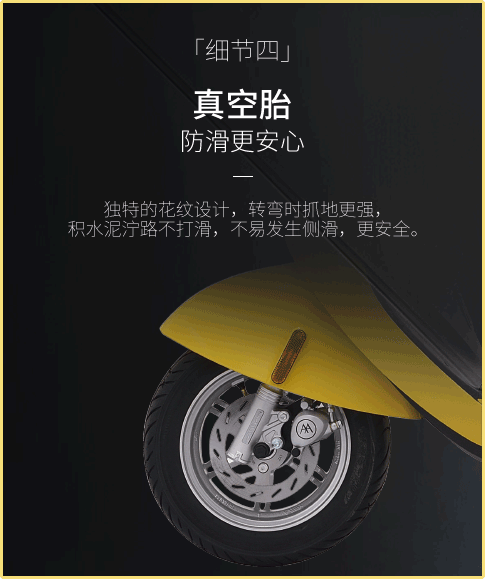 「细节四」
真空胎
防滑更安心
独特的花纹设计，转弯时抓地更强，
积水泥泞路不打滑，不易发生侧滑，更安全。